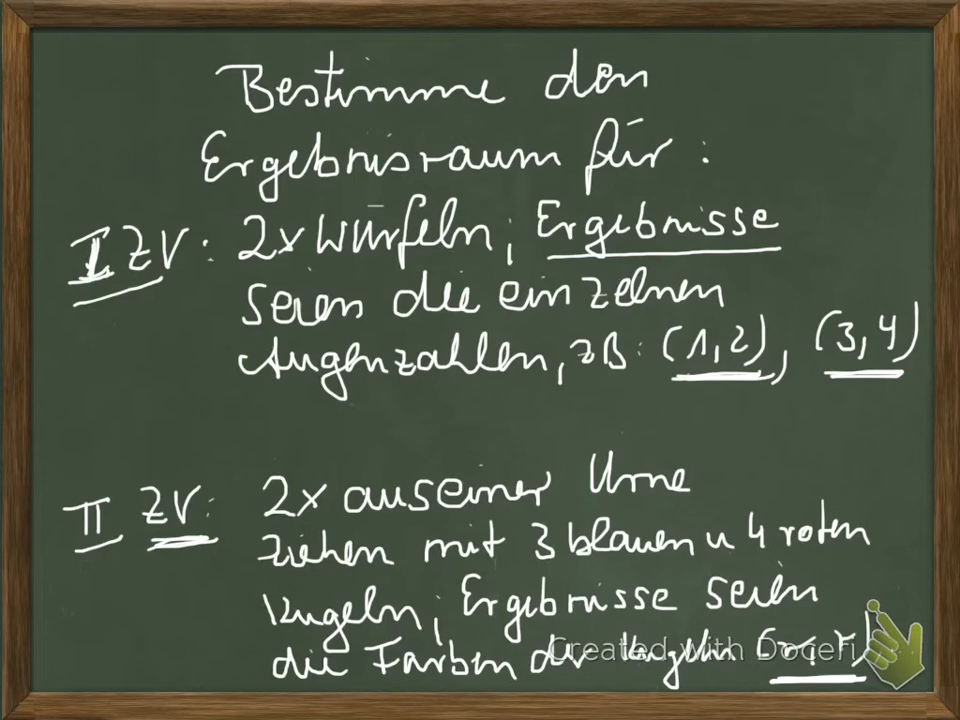 Bestimme den
Ergebnisraum für:
I ZV: 2x würfeln; Ergebnisse
seien die einzelnen
Augenzahlen, zB: (1,2), (3,4)
II ZV: 2x aus einer Urne
ziehen mit 3 blauen u 4 roten
Kugeln; Ergebnisse seien
die Farben der Kugeln
Created with Doceri